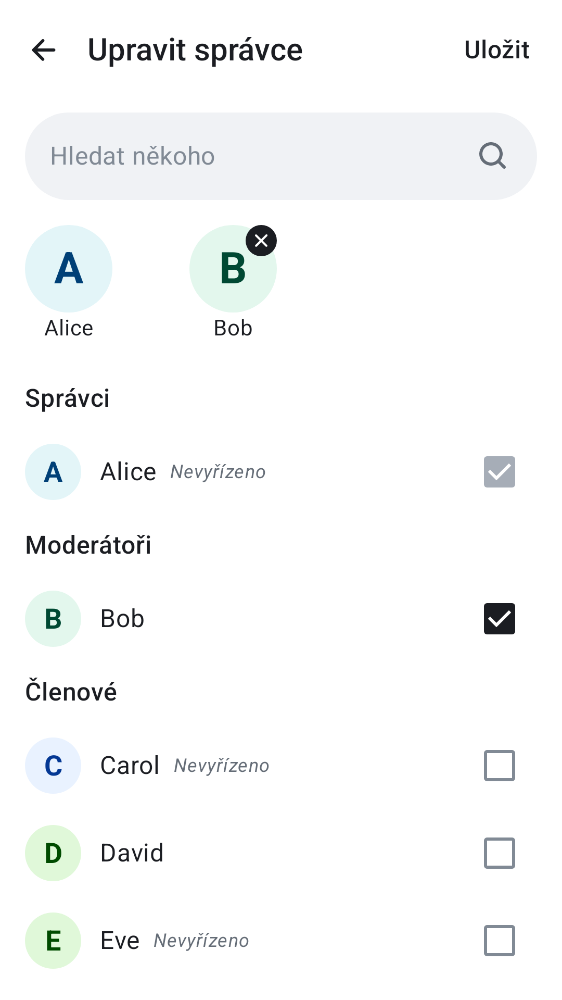 Upravit správce
Uložit
Hledat někoho
A
B
Alice
Bob
Správci
A
Alice Nevyřízeno
Moderátoři
B
Bob
Členové
C
Carol Nevyřízeno
D
David
E
Eve Nevyřízeno